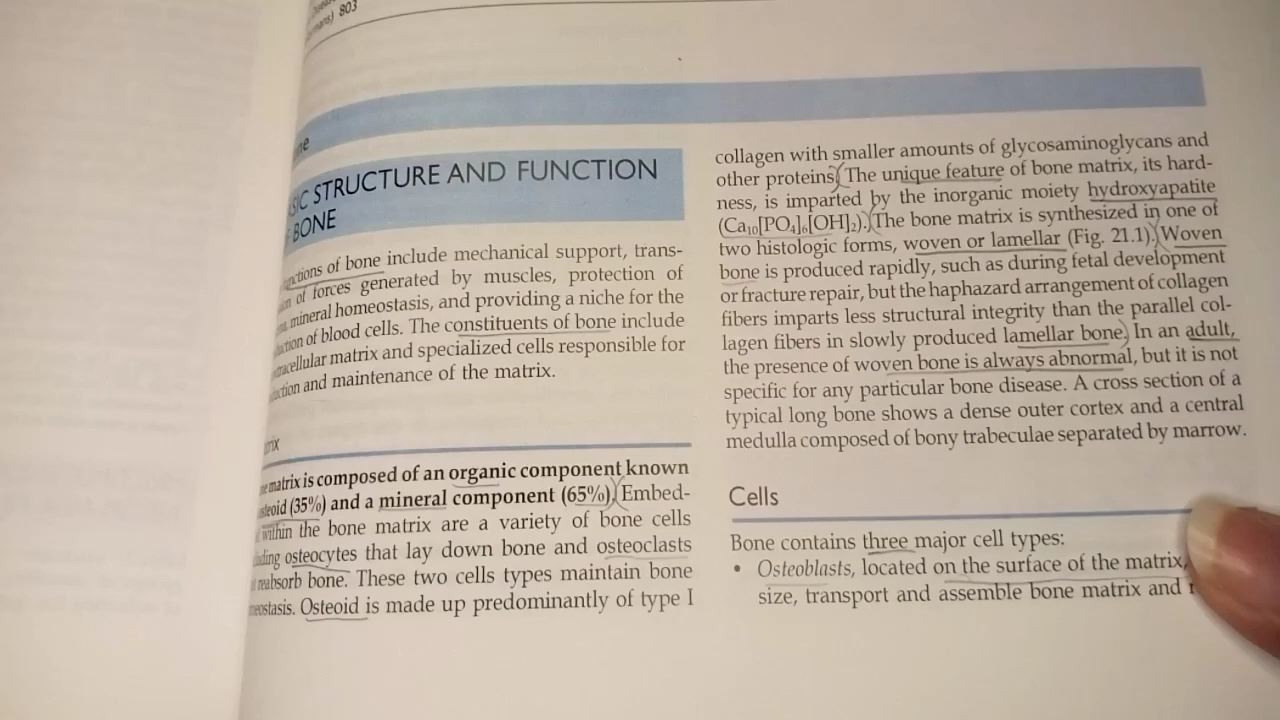 803
BASIC STRUCTURE AND FUNCTION
BONE
of bone include mechanical support, trans-
of forces generated by muscles, protection of
mineral homeostasis, and providing a niche for the
of blood cells. The constituents of bone include
matrix and specialized cells responsible for
and maintenance of the matrix.
matrix is composed of an organic component known
(35%) and a mineral component (65%). Embed-
within the bone matrix are a variety of bone cells
osteocytes that lay down bone and osteoclasts
reabsorb bone. These two cells types maintain bone
Osteoid is made up predominantly of type I
collagen with smaller amounts of glycosaminoglycans and
other proteins. The unique feature of bone matrix, its hard-
ness, is imparted by the inorganic moiety hydroxyapatite
(Ca₁₀[PO₄]₆[OH]₂). The bone matrix is synthesized in one of
two histologic forms, woven or lamellar (Fig. 21.1). Woven
bone is produced rapidly, such as during fetal development
or fracture repair, but the haphazard arrangement of collagen
fibers imparts less structural integrity than the parallel col-
lagen fibers in slowly produced lamellar bone. In an adult,
the presence of woven bone is always abnormal, but it is not
specific for any particular bone disease. A cross section of a
typical long bone shows a dense outer cortex and a central
medulla composed of bony trabeculae separated by marrow.
Cells
Bone contains three major cell types:
• Osteoblasts, located on the surface of the matrix,
size, transport and assemble bone matrix and